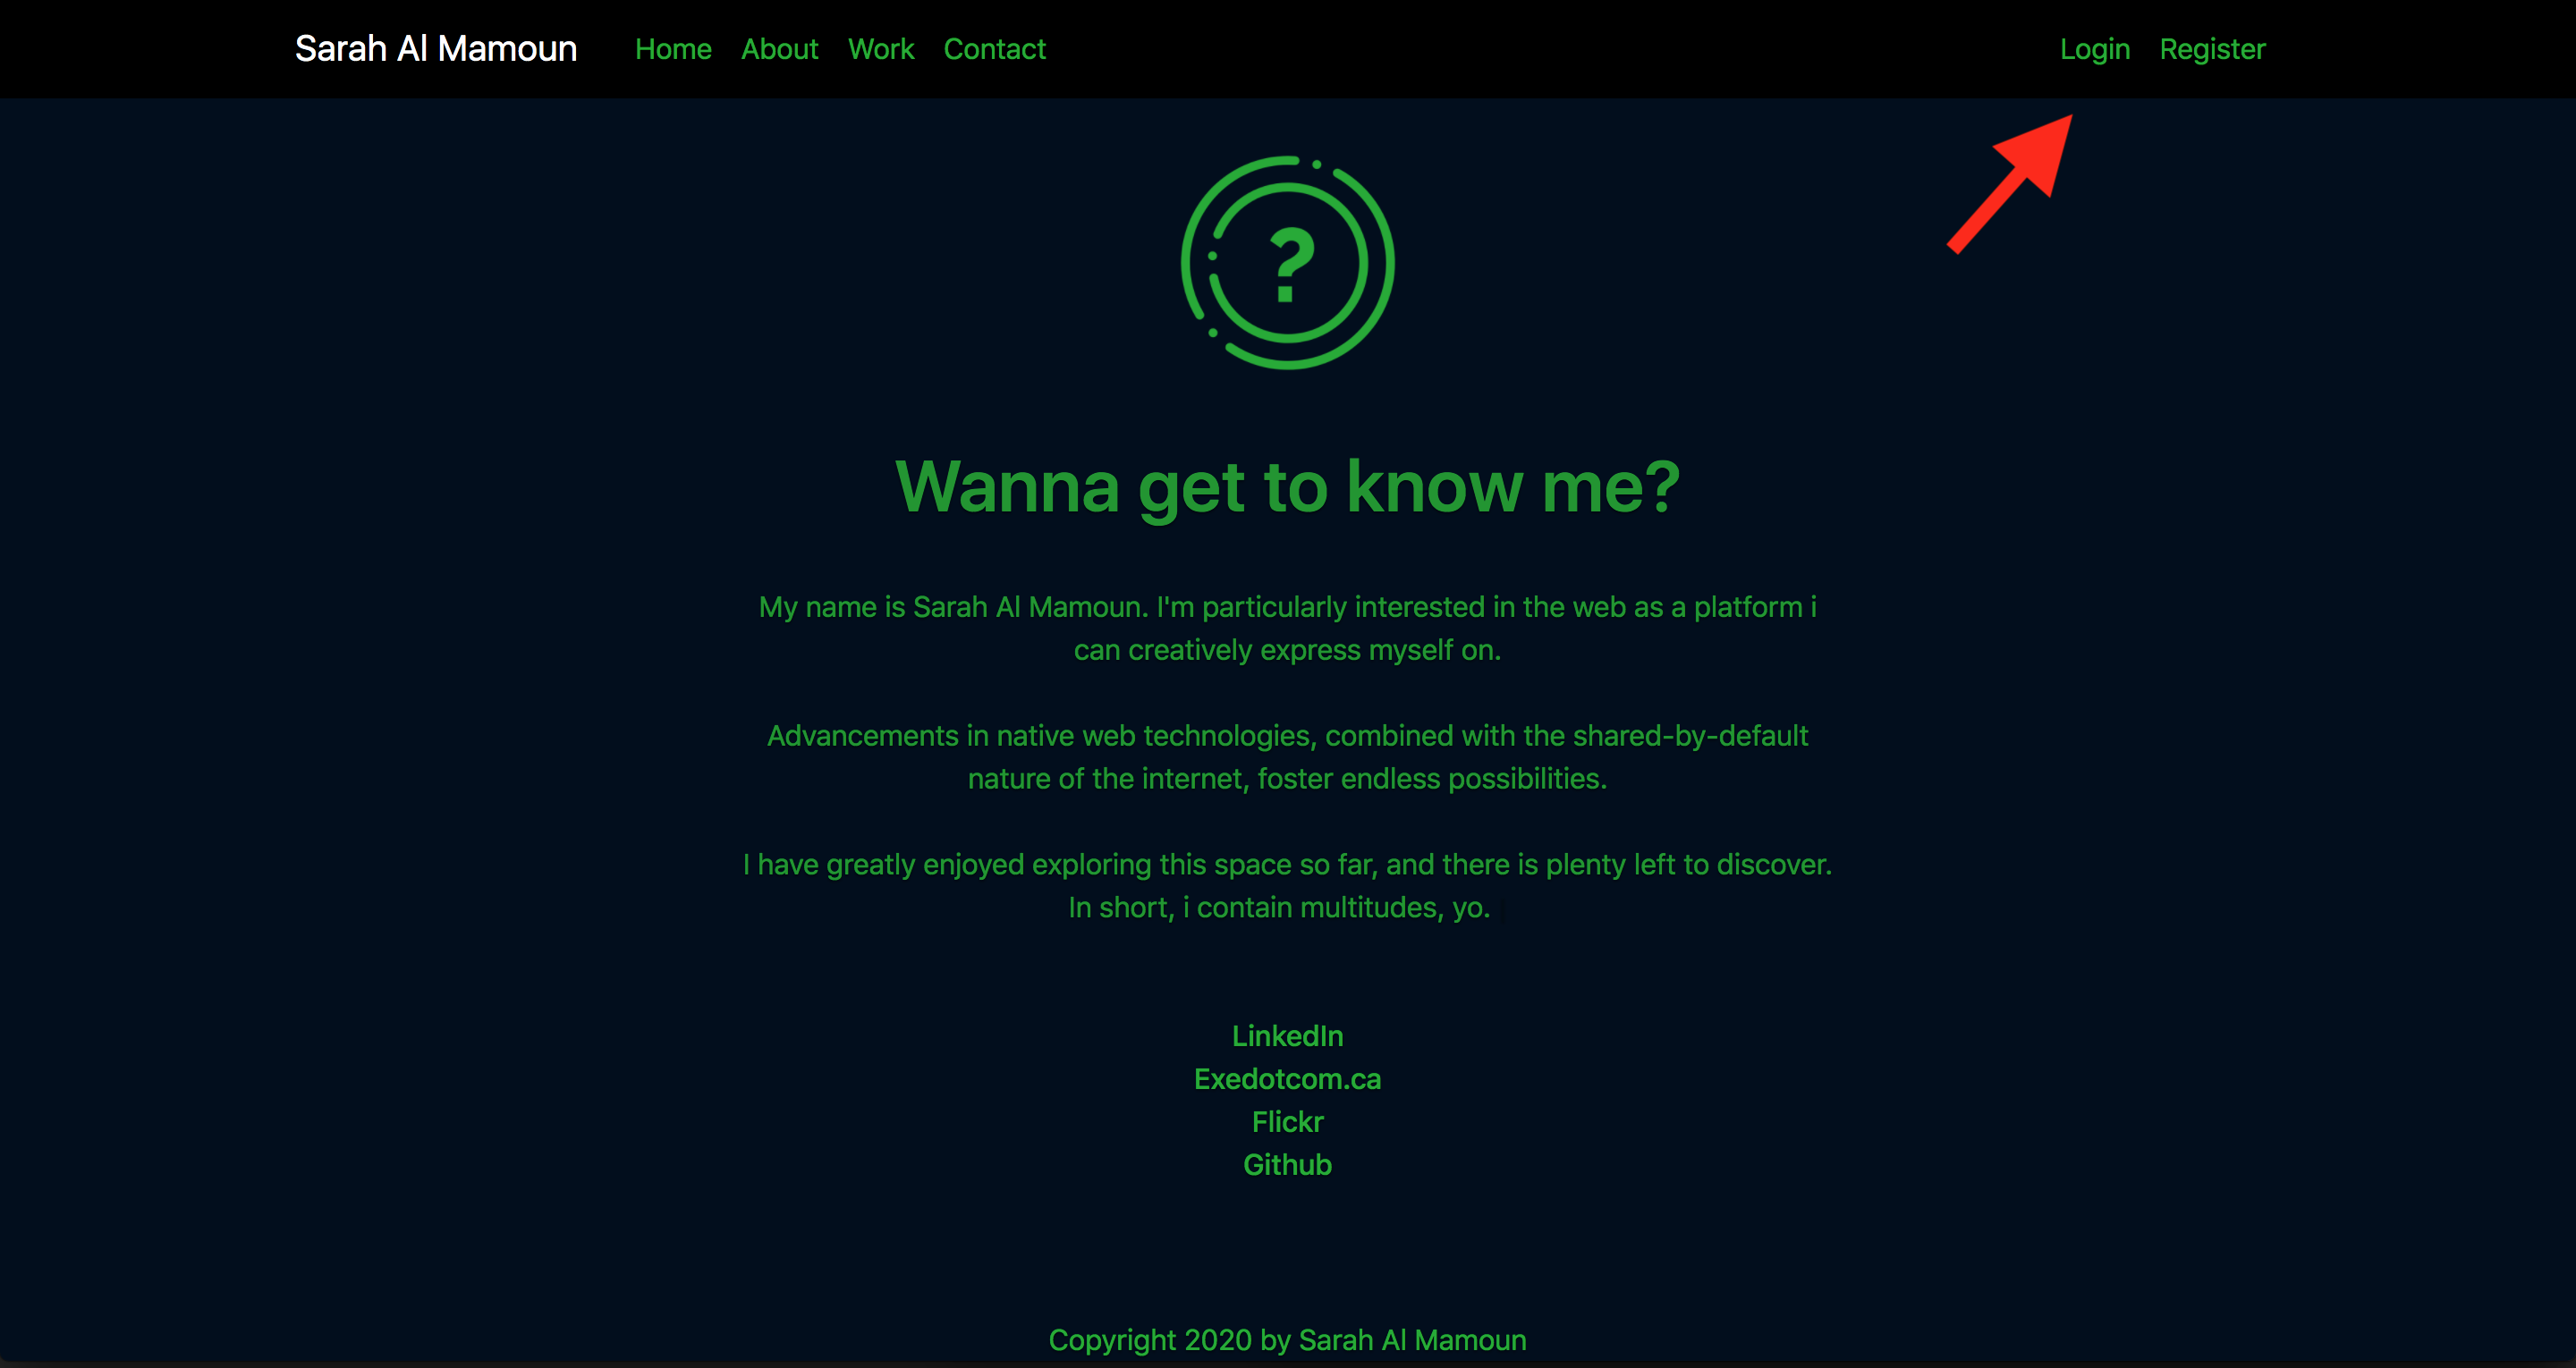 Sarah Al Mamoun Home About Work Contact Login Register
?
Wanna get to know me?
My name is Sarah Al Mamoun. I'm particularly interested in the web as a platform i
can creatively express myself on.
Advancements in native web technologies, combined with the shared-by-default
nature of the internet, foster endless possibilities.
I have greatly enjoyed exploring this space so far, and there is plenty left to discover.
In short, i contain multitudes, yo.
LinkedIn
Exedotcom.ca
Flickr
Github
Copyright 2020 by Sarah Al Mamoun